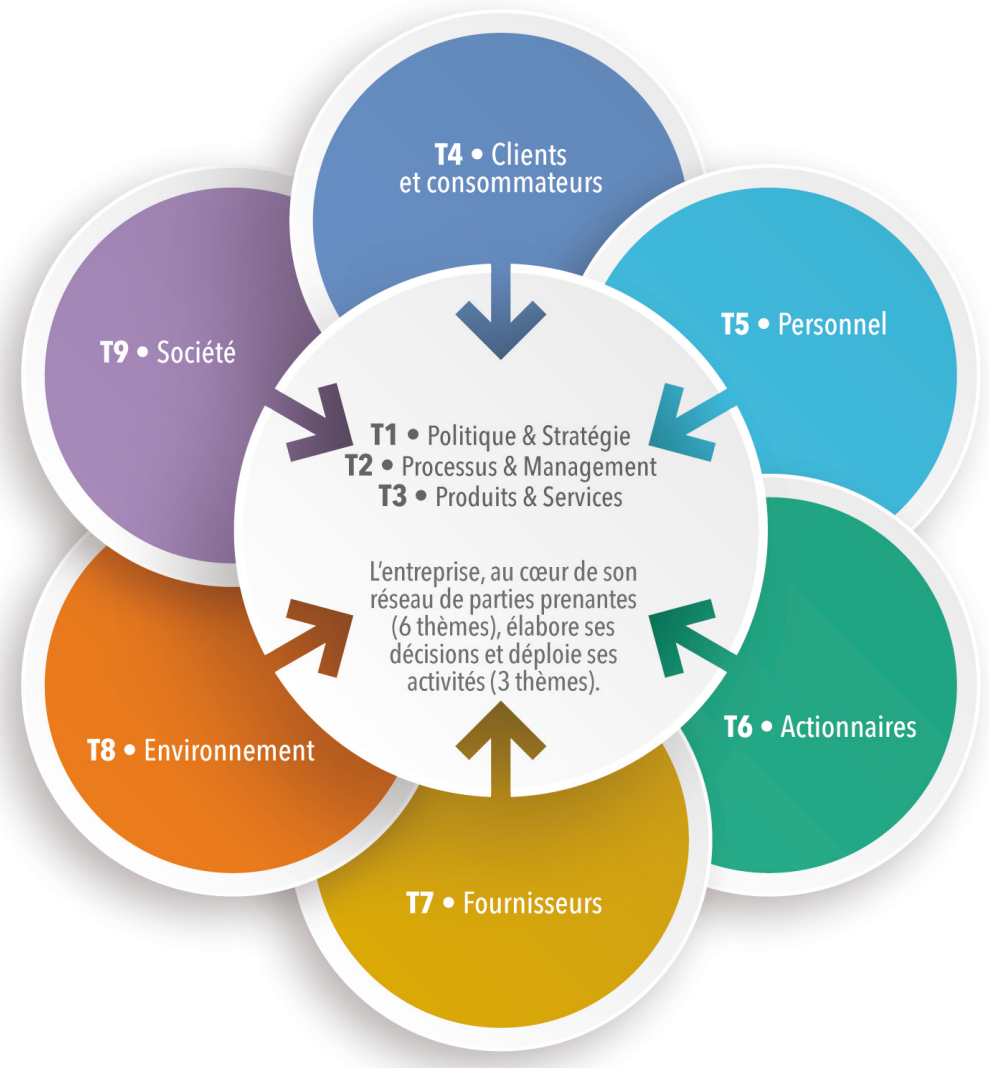 T4 • Clients
et consommateurs
T5 • Personnel
T9 • Société
T1 • Politique & Stratégie
T2 • Processus & Management
T3 • Produits & Services
L'entreprise, au cœur de son
réseau de parties prenantes
(6 thèmes), élabore ses
décisions et déploie ses
activités (3 thèmes).
T6 • Actionnaires
T8 • Environnement
T7 • Fournisseurs